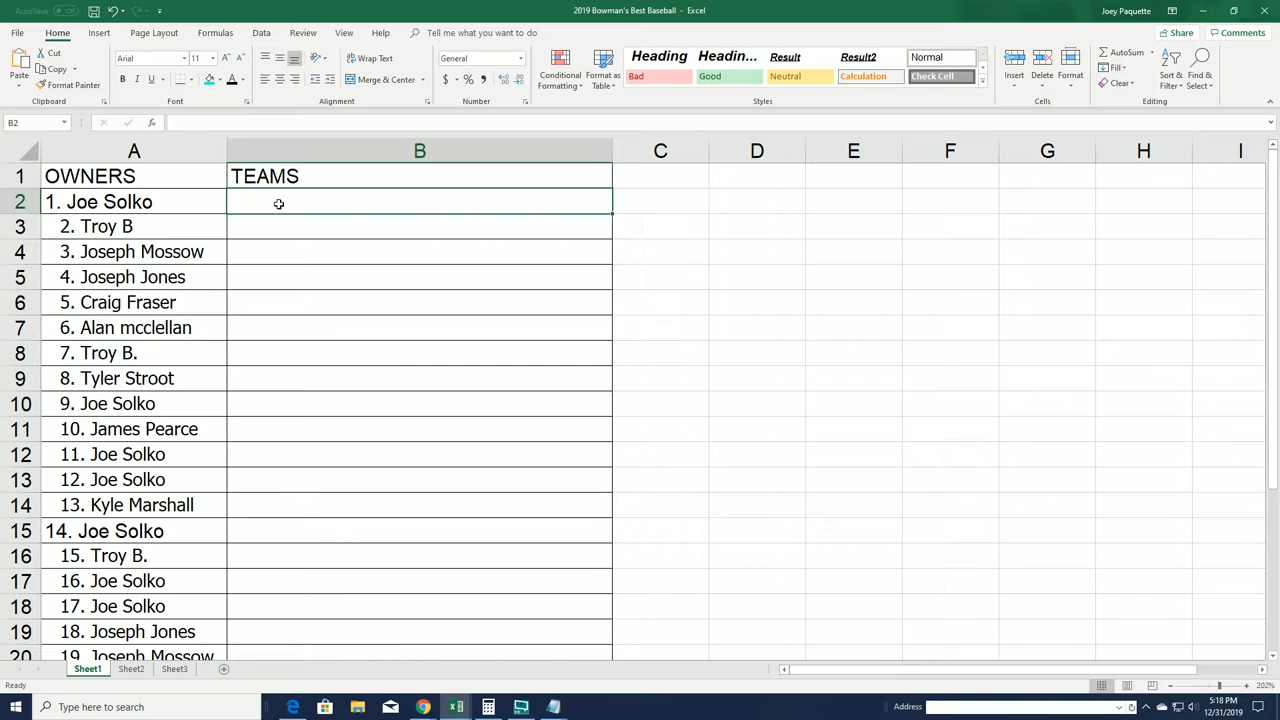 AutoSave Off 2019 Bowman's Best Baseball - Excel Joey Paquette
File Home Insert Page Layout Formulas Data Review View Help Tell me what you want to do Share Comments
Paste Cut Copy Format Painter Clipboard
Arial 11 B I U A A Font
Wrap Text Merge & Center Alignment
General $ % Number
Conditional Formatting Format as Table
Heading Headin... Result Result2 Normal
Bad Good Neutral Calculation Check Cell
Styles
Insert Delete Format Cells
AutoSum Fill Clear Sort & Filter Find & Select Editing
B2 fx
A B C D E F G H I
1 OWNERS TEAMS
2 1. Joe Solko
3 2. Troy B
4 3. Joseph Mossow
5 4. Joseph Jones
6 5. Craig Fraser
7 6. Alan mcclellan
8 7. Troy B.
9 8. Tyler Stroot
10 9. Joe Solko
11 10. James Pearce
12 11. Joe Solko
13 12. Joe Solko
14 13. Kyle Marshall
15 14. Joe Solko
16 15. Troy B.
17 16. Joe Solko
18 17. Joe Solko
19 18. Joseph Jones
20 19. Joseph Mossow
Sheet1 Sheet2 Sheet3
Ready 202%
Type here to search Address 5:18 PM
12/31/2019